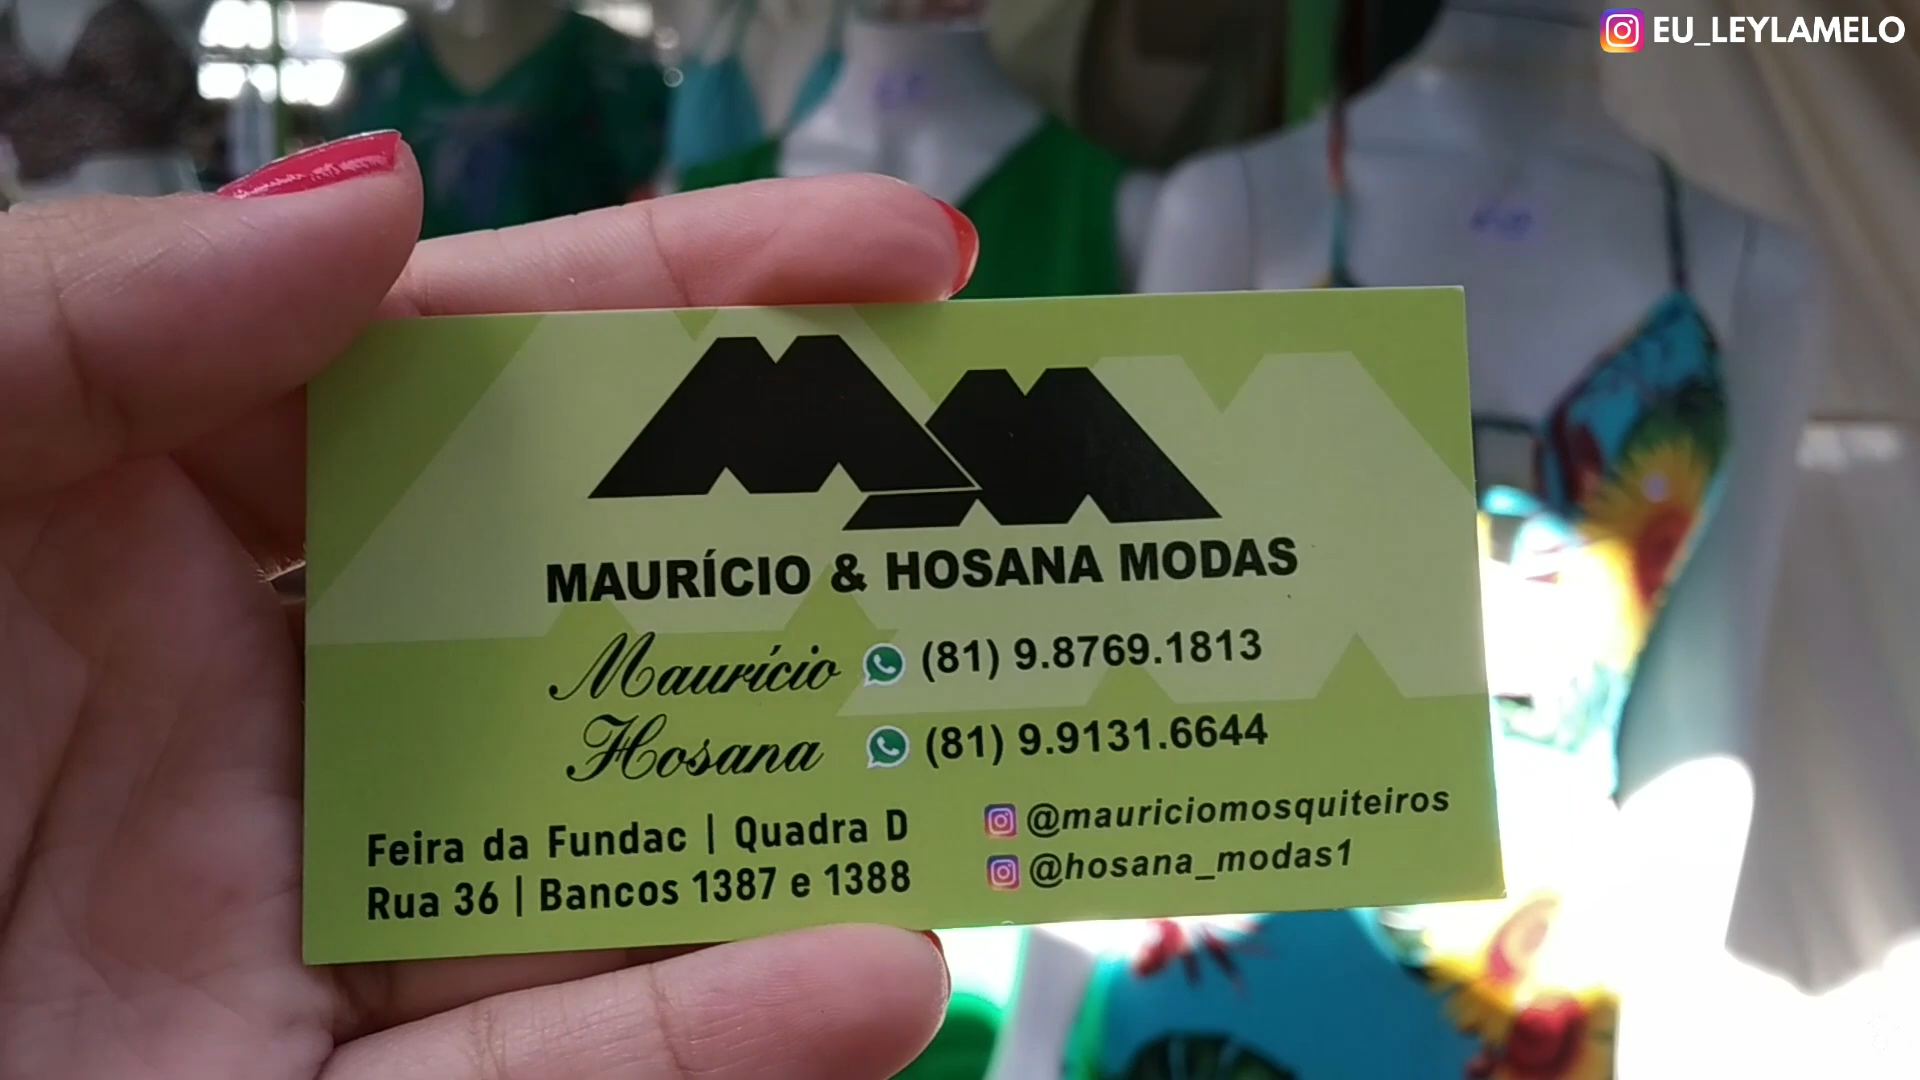 EU_LEYLAMELO
MAURÍCIO & HOSANA MODAS
Maurício (81) 9.8769.1813
Hosana (81) 9.9131.6644
Feira da Fundac | Quadra D
Rua 36 | Bancos 1387 e 1388
@mauriciomosquiteiros
@hosana_modas1